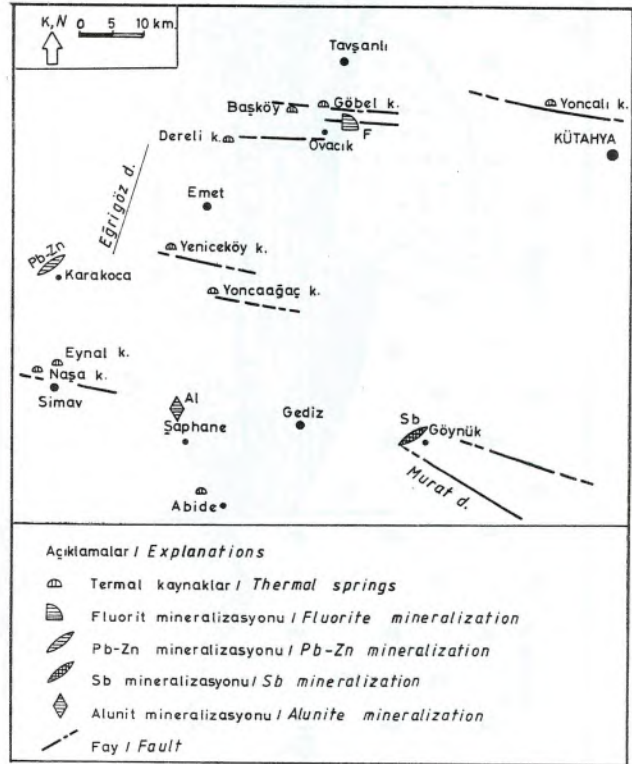 K, N 0 5 10 km.
Tavşanlı
Başköy Göbel k.
Yoncalı k.
F
Dereli k. Ovacık
KÜTAHYA
Eğrigöz d.
Emet
Pb-Zn
Yeniceköy k.
Karakoca
Yoncaağaç k.
Eynal k.
Naşa k.
Simav
Al
Şaphane
Gediz
Sb
Göynük
Murat d.
Abide
Açıklamalar / Explanations
Termal kaynaklar / Thermal springs
Fluorit mineralizasyonu / Fluorite mineralization
Pb-Zn mineralizasyonu / Pb-Zn mineralization
Sb mineralizasyonu / Sb mineralization
Alunit mineralizasyonu / Alunite mineralization
Fay / Fault